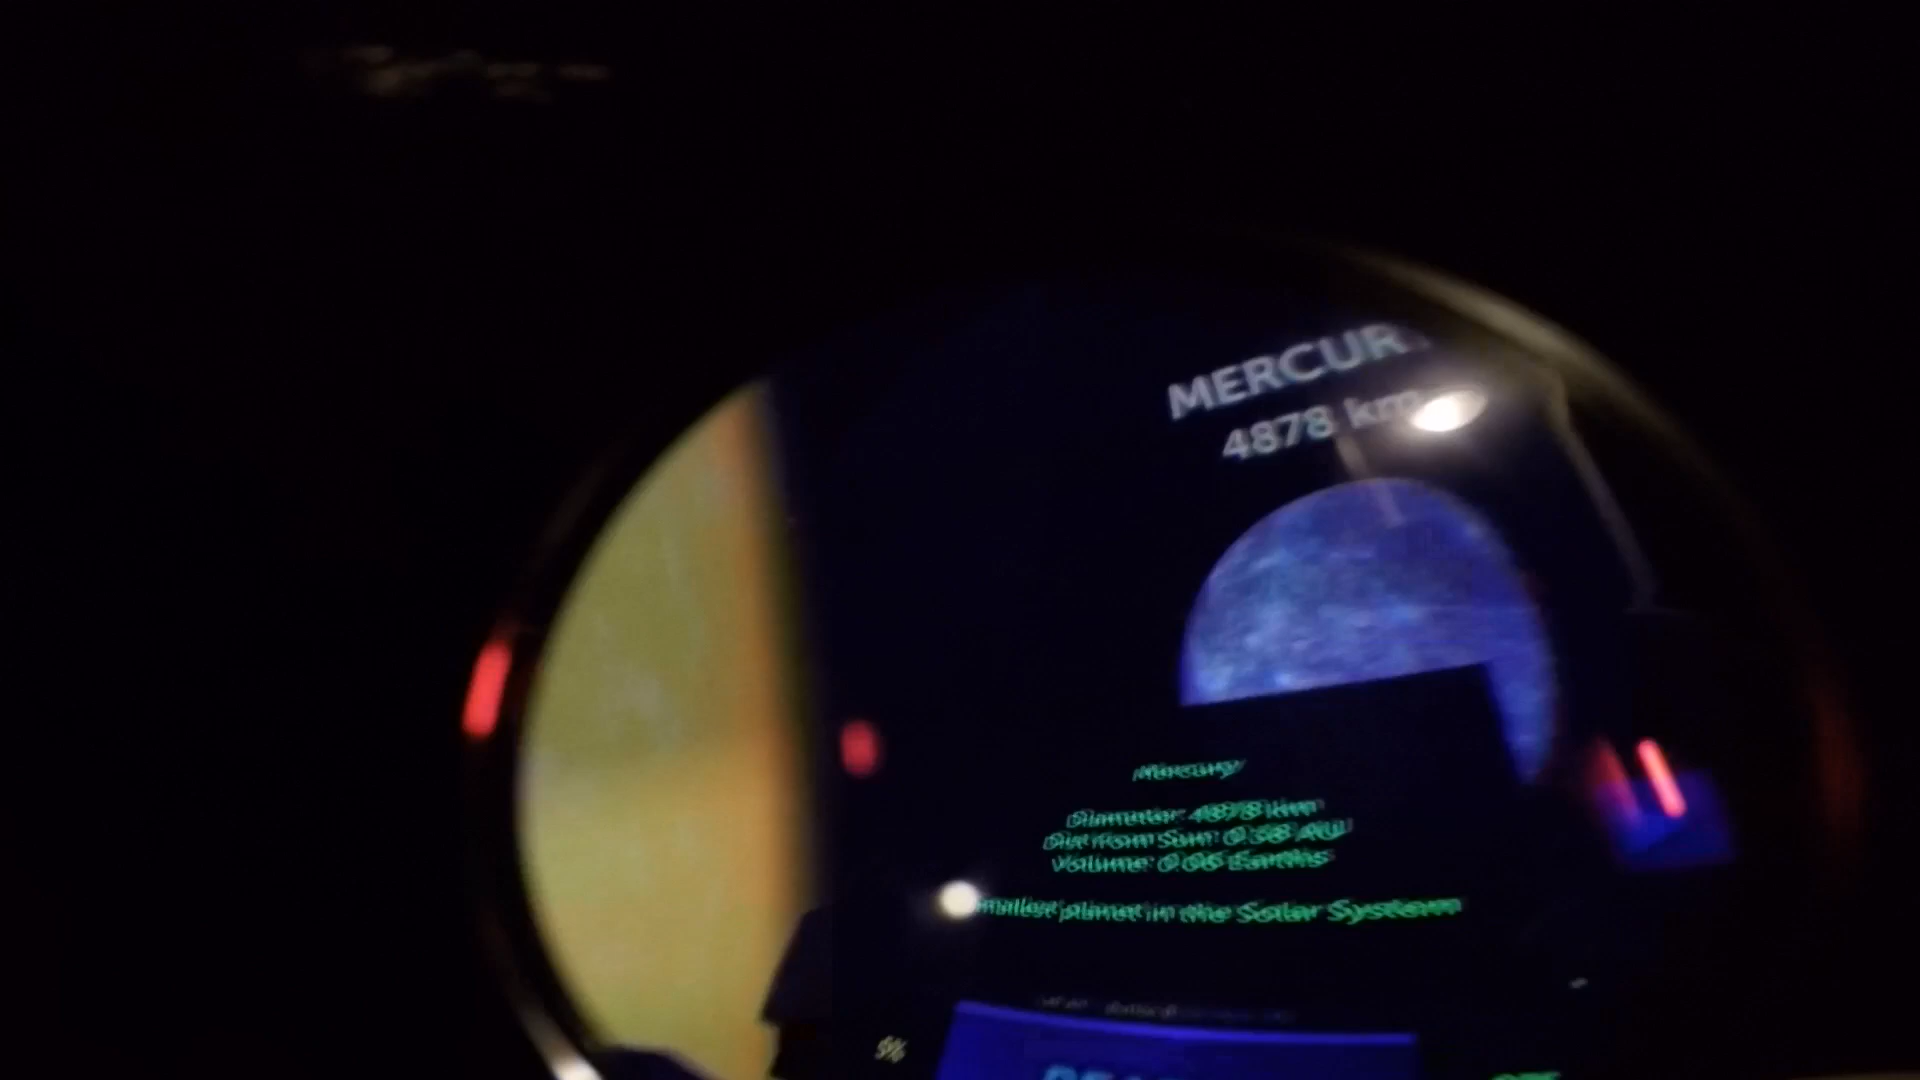 MERCUR
4878 km
Mercury
Diameter: 4878 km
Dist from Sun: 0.38 AU
Volume: 0.06 Earths
mallest planet in the Solar System